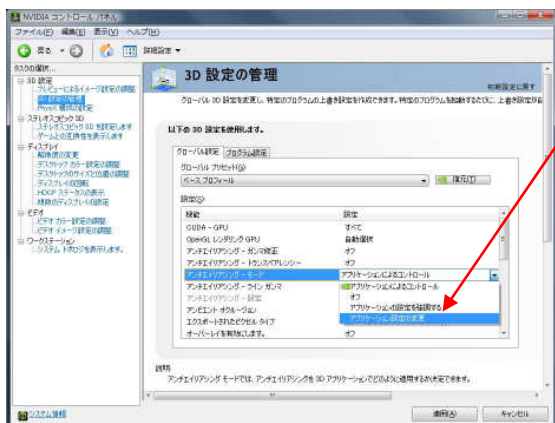 NVIDIA コントロール パネル
ファイル(F) 編集(E) 表示(V) ヘルプ(H)
戻る
詳細設定
タスクの選択...
3D 設定
プレビューによるイメージ設定の調整
3D 設定の管理
PhysX 構成の設定
ステレオスコピック 3D
ステレオスコピック 3D を設定します
ゲームとの互換性を表示します
ディスプレイ
解像度の変更
デスクトップ カラー設定の調整
デスクトップのサイズと位置の調整
ディスプレイの回転
HDCP ステータスの表示
複数のディスプレイの設定
ビデオ
ビデオ カラー設定の調整
ビデオ イメージ設定の調整
ワークステーション
システム トポロジを表示します。
システム情報
3D 設定の管理
初期設定に戻す
グローバル 3D 設定を変更し、特定のプログラムの上書き設定を作成できます。特定のプログラムを起動するたびに、上書き設定が
以下の 3D 設定を使用します。
グローバル設定 プログラム設定
グローバル プリセット(G)
ベース プロファイル
復元(T)
設定(S)
機能 設定
CUDA - GPU すべて
OpenGL レンダリング GPU 自動選択
アンチエイリアシング - ガンマ修正 オフ
アンチエイリアシング - トランスペアレンシー オフ
アンチエイリアシング - モード アプリケーションによるコントロール
アンチエイリアシング - ライン ガンマ アプリケーションによるコントロール
アンチエイリアシング - 設定 オフ
アンビエント オクルージョン アプリケーションの設定を強調する
エクスポートされたピクセル タイプ アプリケーション設定の変更
オーバーレイを有効にします。 オフ
説明
アンチエイリアシング モードでは、アンチエイリアシングを 3D アプリケーションでどのように適用するか決定できます。
適用(A) キャンセル